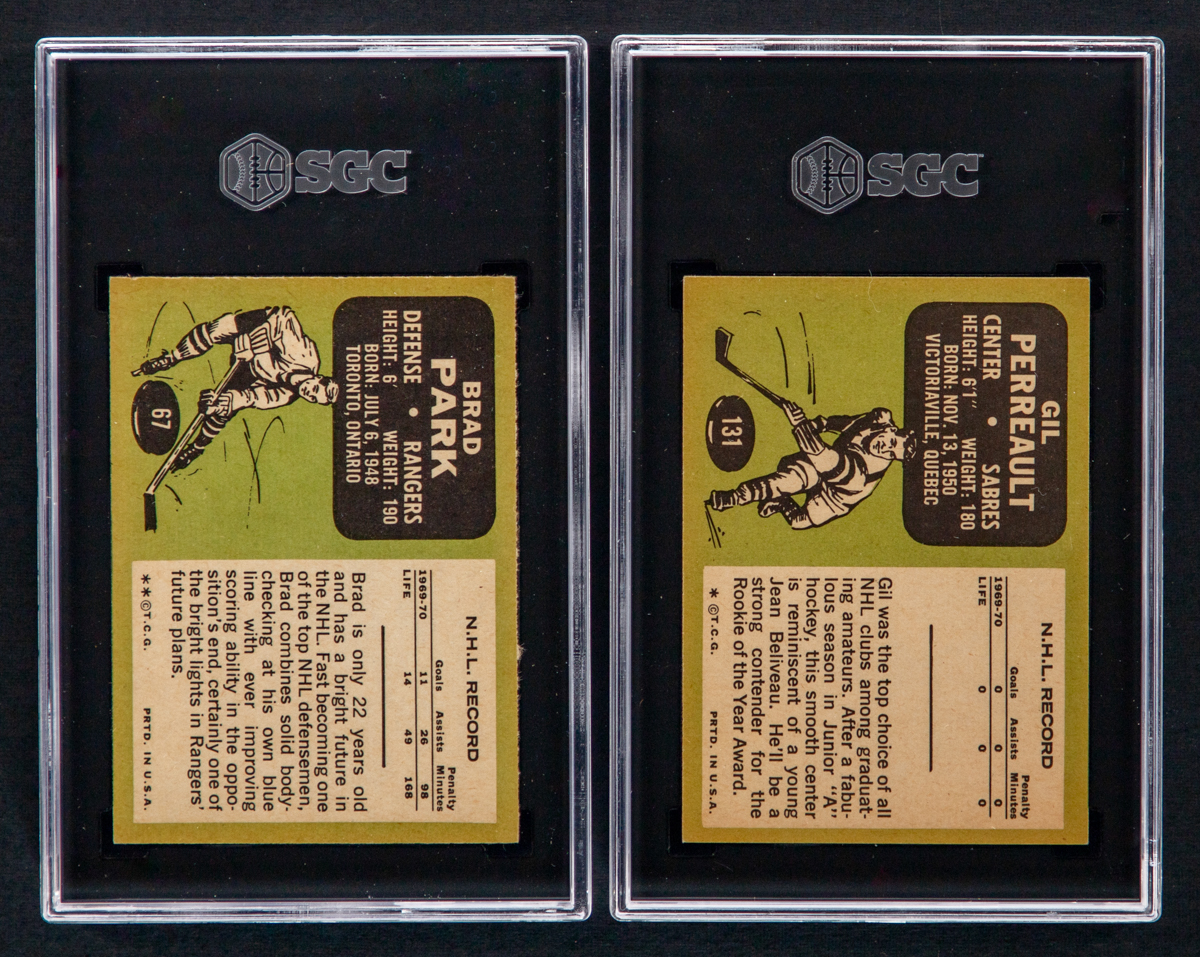 SGC
BRAD
PARK
DEFENSE • RANGERS
HEIGHT: 6' WEIGHT: 190
BORN: JULY 6, 1948
TORONTO, ONTARIO
67
N.H.L. RECORD
Goals Assists Penalty Minutes
1969-70 11 26 98
LIFE 14 49 168
Brad is only 22 years old
and has a bright future in
the NHL. Fast becoming one
of the top NHL defensemen,
Brad combines solid body-
checking at his own blue
line with ever improving
scoring ability in the oppo-
sition's end, certainly one of
the bright lights in Rangers'
future plans.
**©T.C.G. PRTD. IN U.S.A.
SGC
GIL
PERREAULT
CENTER • SABRES
HEIGHT: 6'1" WEIGHT: 180
BORN: NOV. 13, 1950
VICTORIAVILLE, QUEBEC
131
N.H.L. RECORD
Goals Assists Penalty Minutes
1969-70 0 0 0
LIFE 0 0 0
Gil was the top choice of all
NHL clubs among graduat-
ing amateurs. After a fabu-
lous season in Junior "A"
hockey, this smooth center
is reminiscent of a young
Jean Beliveau. He'll be a
strong contender for the
Rookie of the Year Award.
* ©T.C.G. PRTD. IN U.S.A.